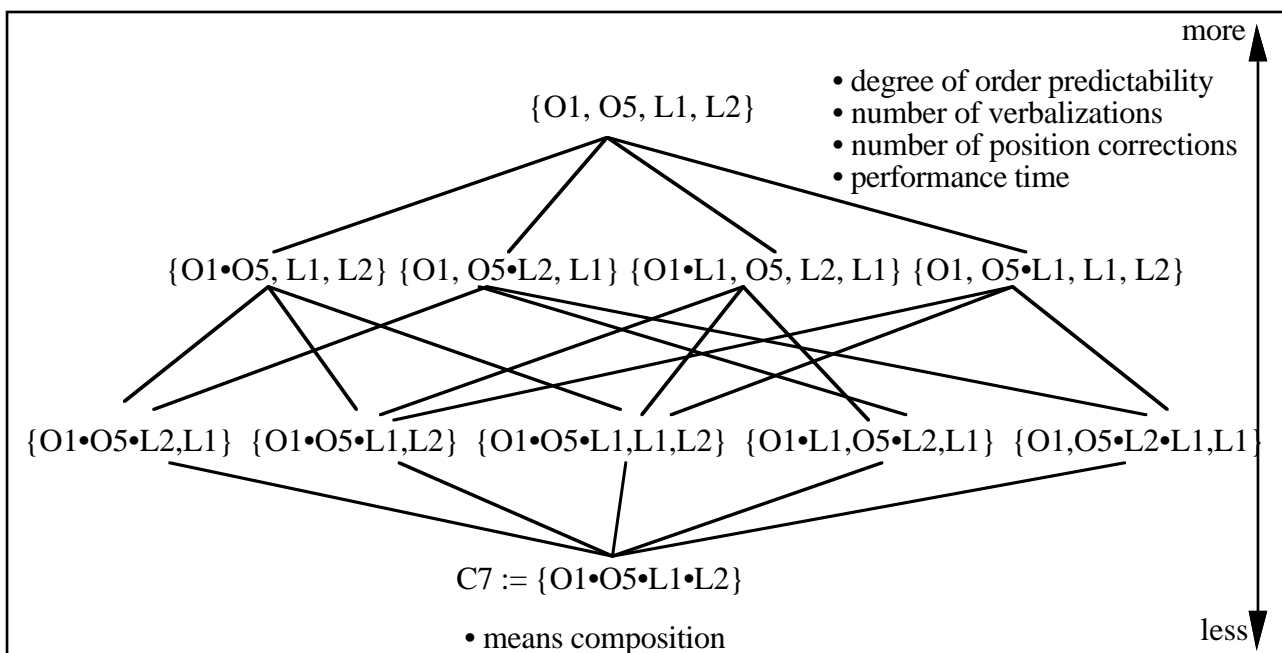 more
• degree of order predictability
{O1, O5, L1, L2}
• number of verbalizations
• number of position corrections
• performance time
{O1•O5, L1, L2} {O1, O5•L2, L1} {O1•L1, O5, L2, L1} {O1, O5•L1, L1, L2}
{O1•O5•L2,L1} {O1•O5•L1,L2} {O1•O5•L1,L1,L2} {O1•L1,O5•L2,L1} {O1,O5•L2•L1,L1}
C7 := {O1•O5•L1•L2}
• means composition
less